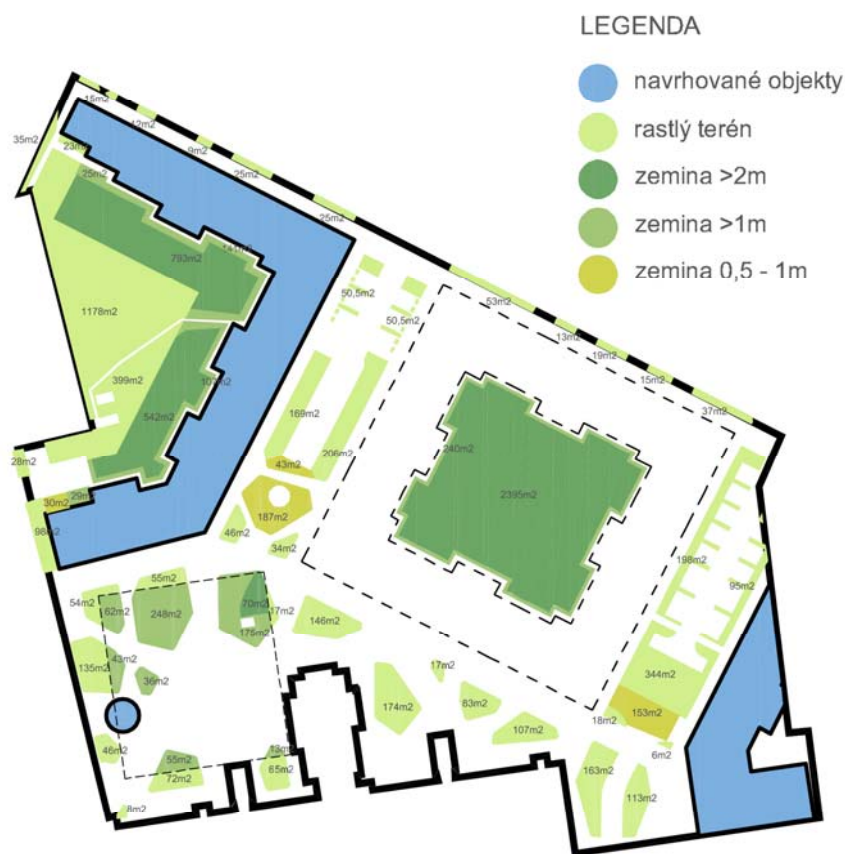 LEGENDA
navrhované objekty
rastlý terén
zemina >2m
zemina >1m
zemina 0,5 - 1m
15m2
12m2
9m2
25m2
25m2
35m2
23m2
25m2
793m2
1178m2
399m2
542m2
50,5m2
50,5m2
53m2
13m2
19m2
15m2
37m2
169m2
206m2
43m2
187m2
46m2
34m2
240m2
2395m2
28m2
30m2
29m2
98m2
198m2
95m2
344m2
153m2
18m2
6m2
163m2
113m2
55m2
54m2
62m2
248m2
70m2
17m2
175m2
146m2
135m2
43m2
36m2
17m2
174m2
83m2
107m2
46m2
55m2
72m2
13m2
65m2
8m2